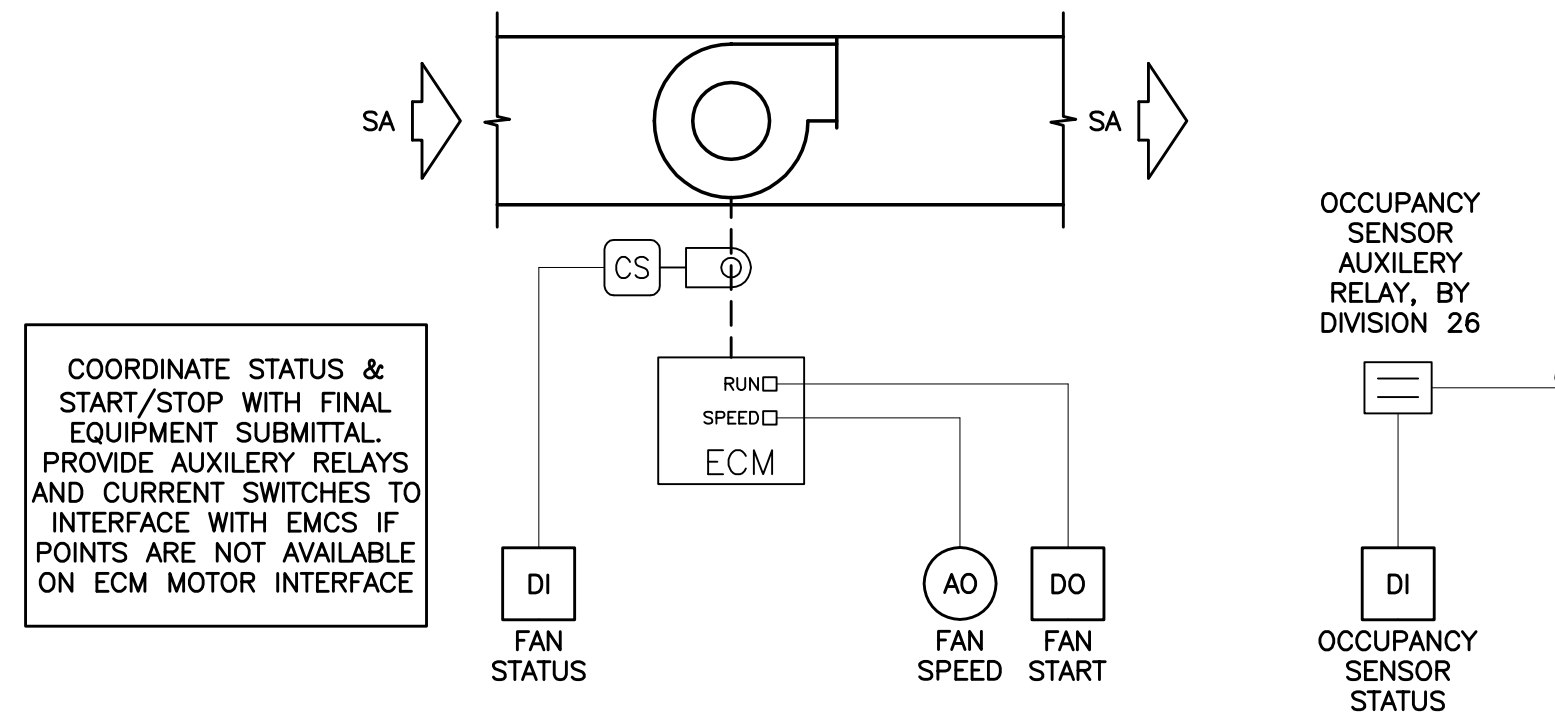 SA
SA
OCCUPANCY
SENSOR
AUXILERY
RELAY, BY
DIVISION 26
CS
COORDINATE STATUS &
START/STOP WITH FINAL
EQUIPMENT SUBMITTAL.
PROVIDE AUXILERY RELAYS
AND CURRENT SWITCHES TO
INTERFACE WITH EMCS IF
POINTS ARE NOT AVAILABLE
ON ECM MOTOR INTERFACE
RUN
SPEED
ECM
DI
FAN
STATUS
AO
FAN
SPEED
DO
FAN
START
DI
OCCUPANCY
SENSOR
STATUS